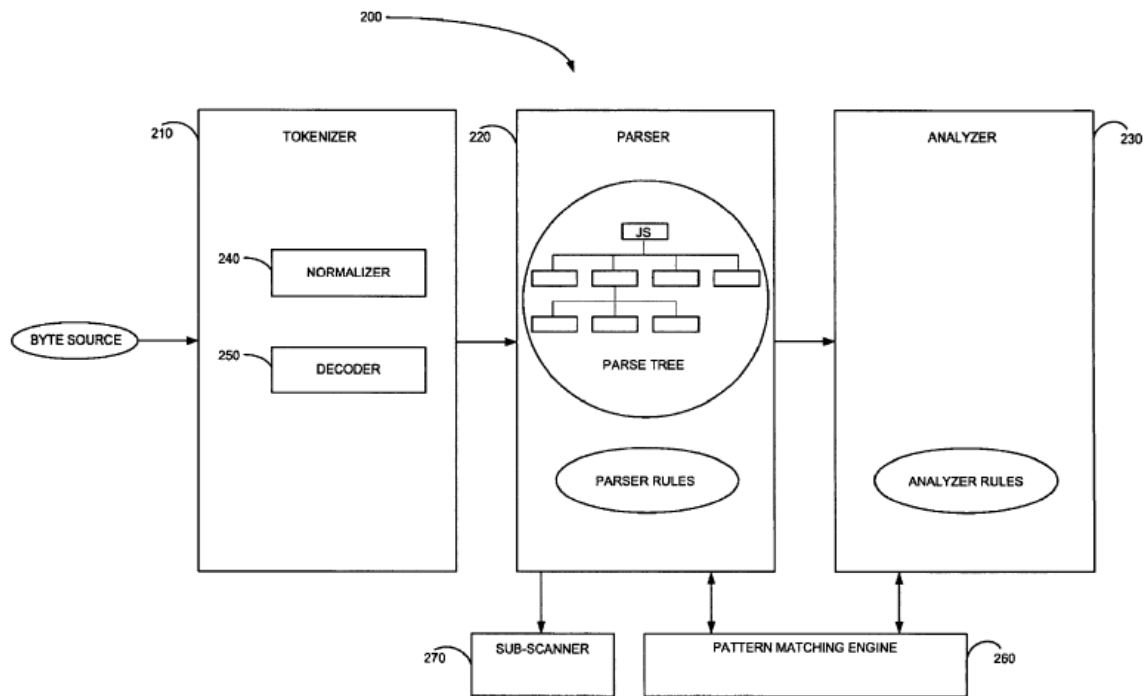 200
210
TOKENIZER
220
PARSER
ANALYZER
230
JS
240
NORMALIZER
BYTE SOURCE
250
DECODER
PARSE TREE
PARSER RULES
ANALYZER RULES
270
SUB-SCANNER
PATTERN MATCHING ENGINE
260